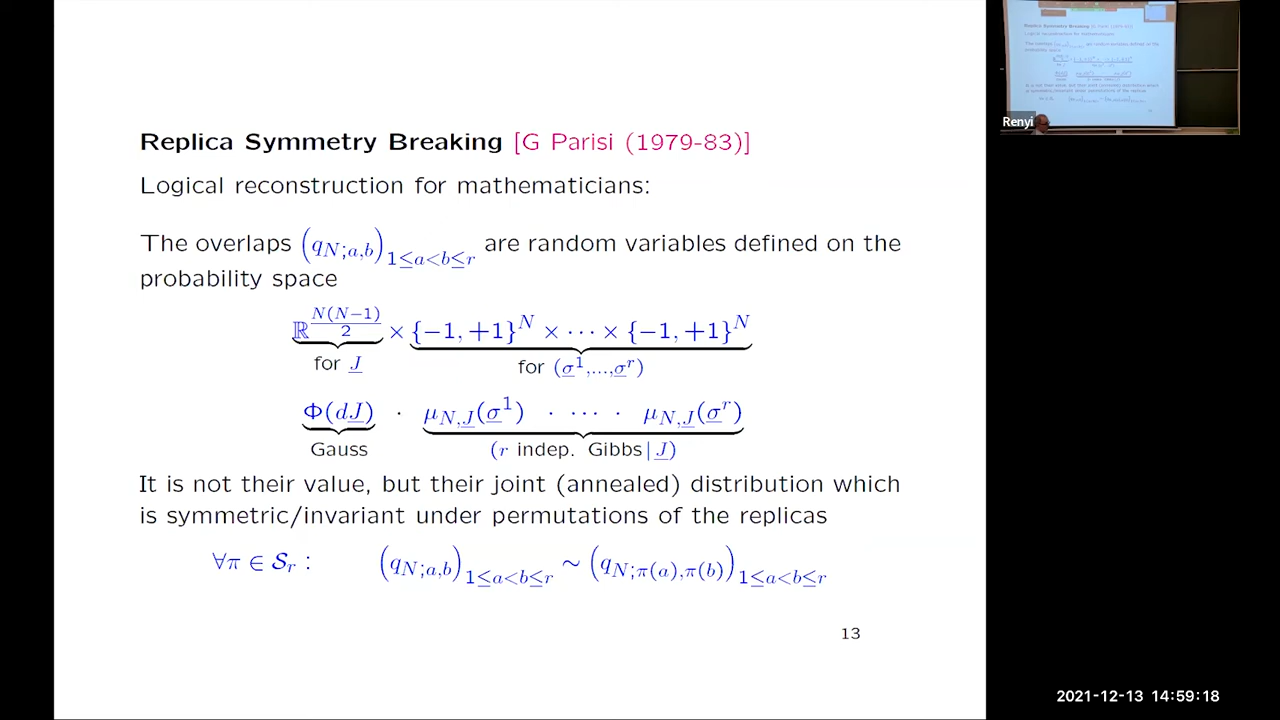 Replica Symmetry Breaking [G Parisi (1979-83)]
Logical reconstruction for mathematicians:
The overlaps (q_{N;a,b})_{1≤a<b≤r} are random variables defined on the
probability space
ℝ^{N(N−1)/2} × {−1,+1}^N × ⋯ × {−1,+1}^N
for J for (σ^1,...,σ^r)
Φ(dJ) · μ_{N,J}(σ^1) · ⋯ · μ_{N,J}(σ^r)
Gauss (r indep. Gibbs|J)
It is not their value, but their joint (annealed) distribution which
is symmetric/invariant under permutations of the replicas
∀π ∈ S_r : (q_{N;a,b})_{1≤a<b≤r} ∼ (q_{N;π(a),π(b)})_{1≤a<b≤r}
13
Renyi
2021-12-13 14:59:18